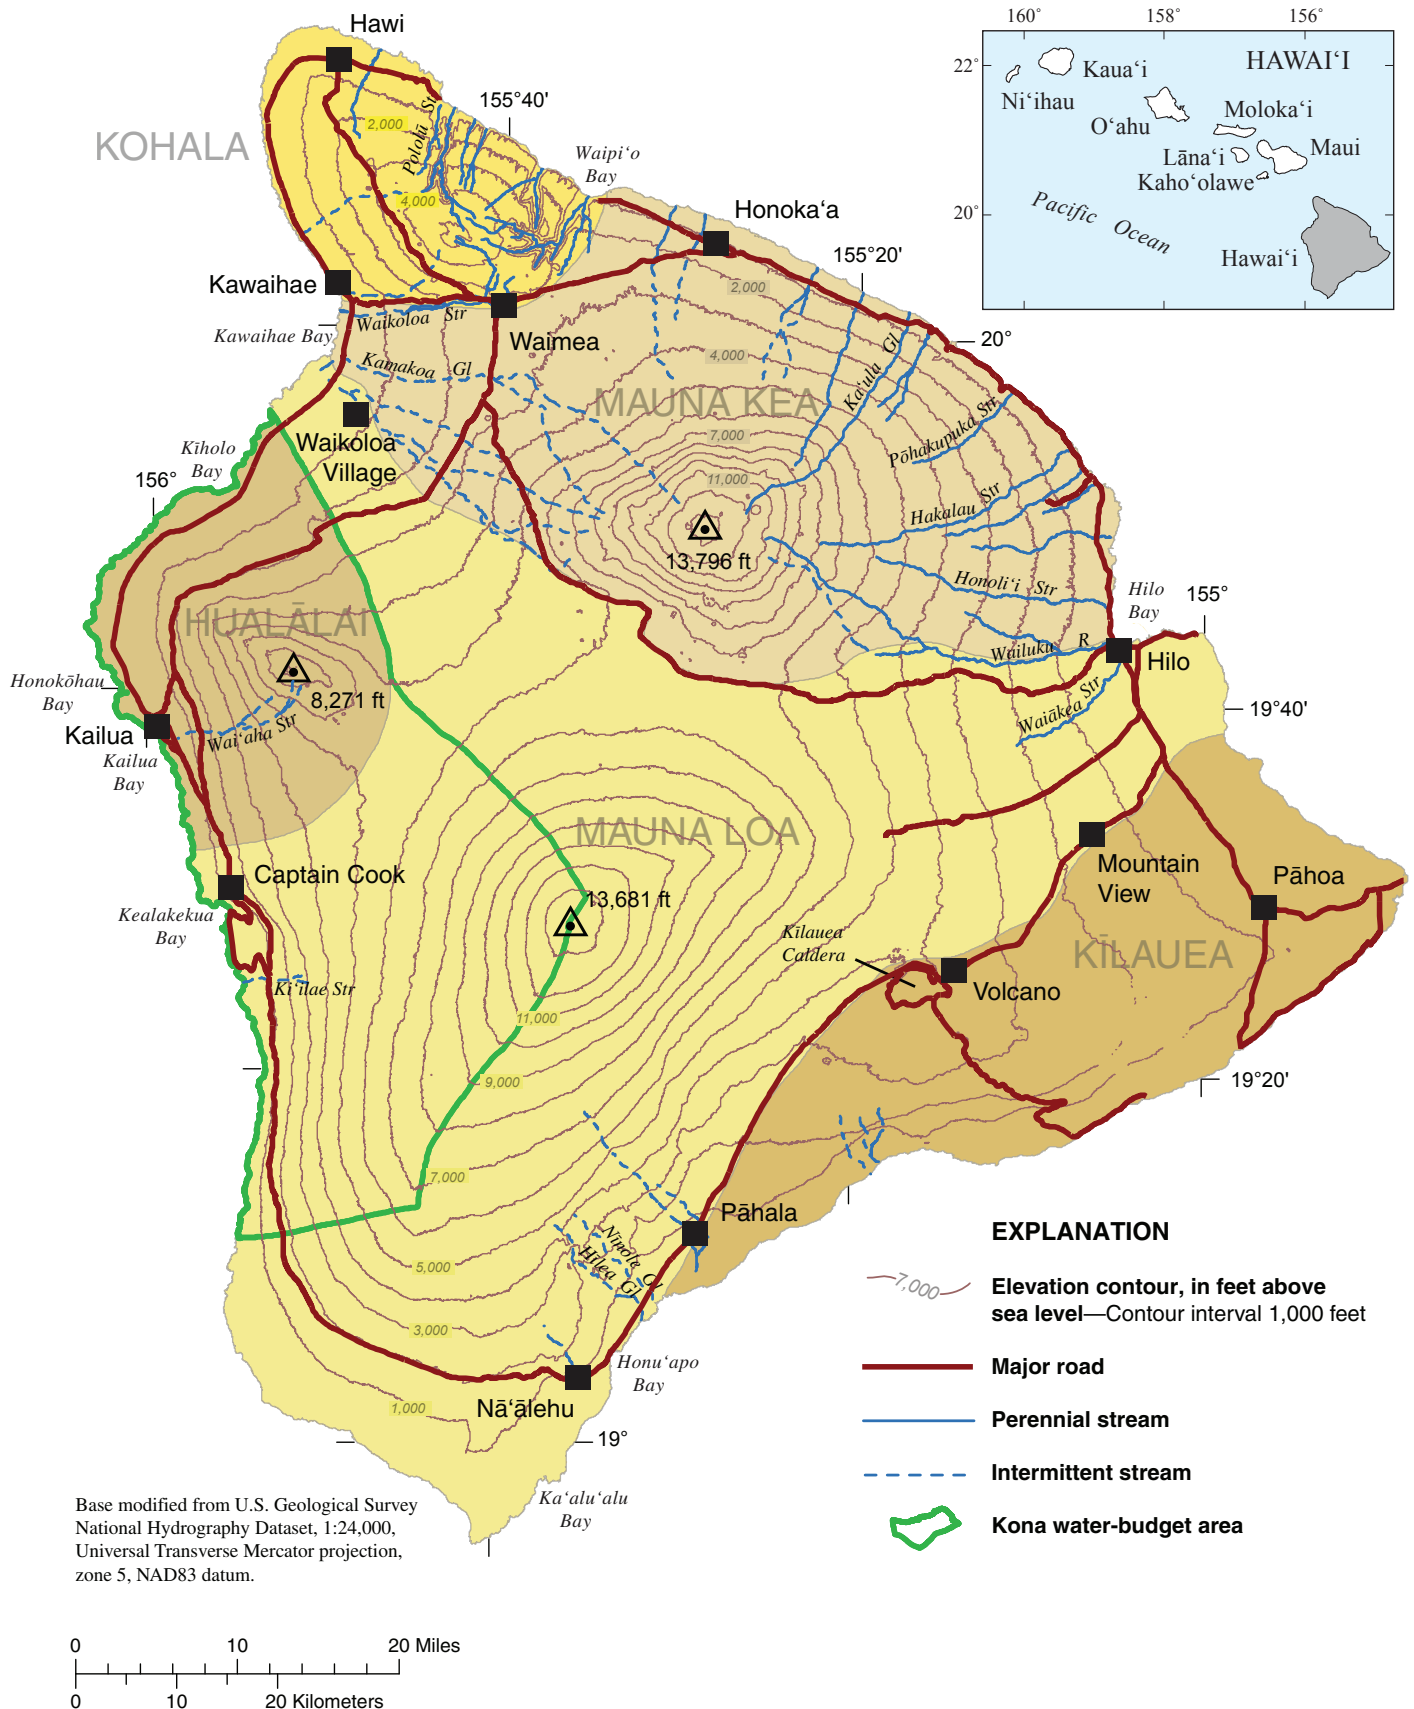 Hawi
160°
158°
156°
22°
HAWAI‘I
Kaua‘i
Ni‘ihau
O‘ahu
Moloka‘i
Lāna‘i
Maui
Kaho‘olawe
20°
Pacific Ocean
Hawai‘i
155°40'
KOHALA
2,000
Pololū Str
Waipi‘o
Bay
4,000
Honoka‘a
155°20'
Kawaihae
2,000
Waikoloa Str
Kawaihae Bay
Waimea
20°
4,000
Kamakoa Gl
Ka‘ula Gl
MAUNA KEA
Waikoloa
Village
Pōhakupuka Str
7,000
Kīholo
Bay
156°
11,000
Hakalau Str
13,796 ft
Honoli‘i Str
Hilo
Bay
155°
HUALĀLAI
Wailuku R
Hilo
Honokōhau
Bay
8,271 ft
Waiākea Str
19°40'
Wai‘aha Str
Kailua
Kailua
Bay
MAUNA LOA
Captain Cook
13,681 ft
Mountain
View
Pāhoa
Kealakekua
Bay
Kīlauea
Caldera
KĪLAUEA
Ki‘ilae Str
Volcano
11,000
9,000
19°20'
7,000
Pāhala
Nīnole Gl
Hīlea Gl
5,000
3,000
Honu‘apo
Bay
1,000
Nā‘ālehu
19°
Ka‘alu‘alu
Bay
EXPLANATION
7,000
Elevation contour, in feet above
sea level—Contour interval 1,000 feet
Major road
Perennial stream
Intermittent stream
Kona water-budget area
Base modified from U.S. Geological Survey
National Hydrography Dataset, 1:24,000,
Universal Transverse Mercator projection,
zone 5, NAD83 datum.
0 10 20 Miles
0 10 20 Kilometers